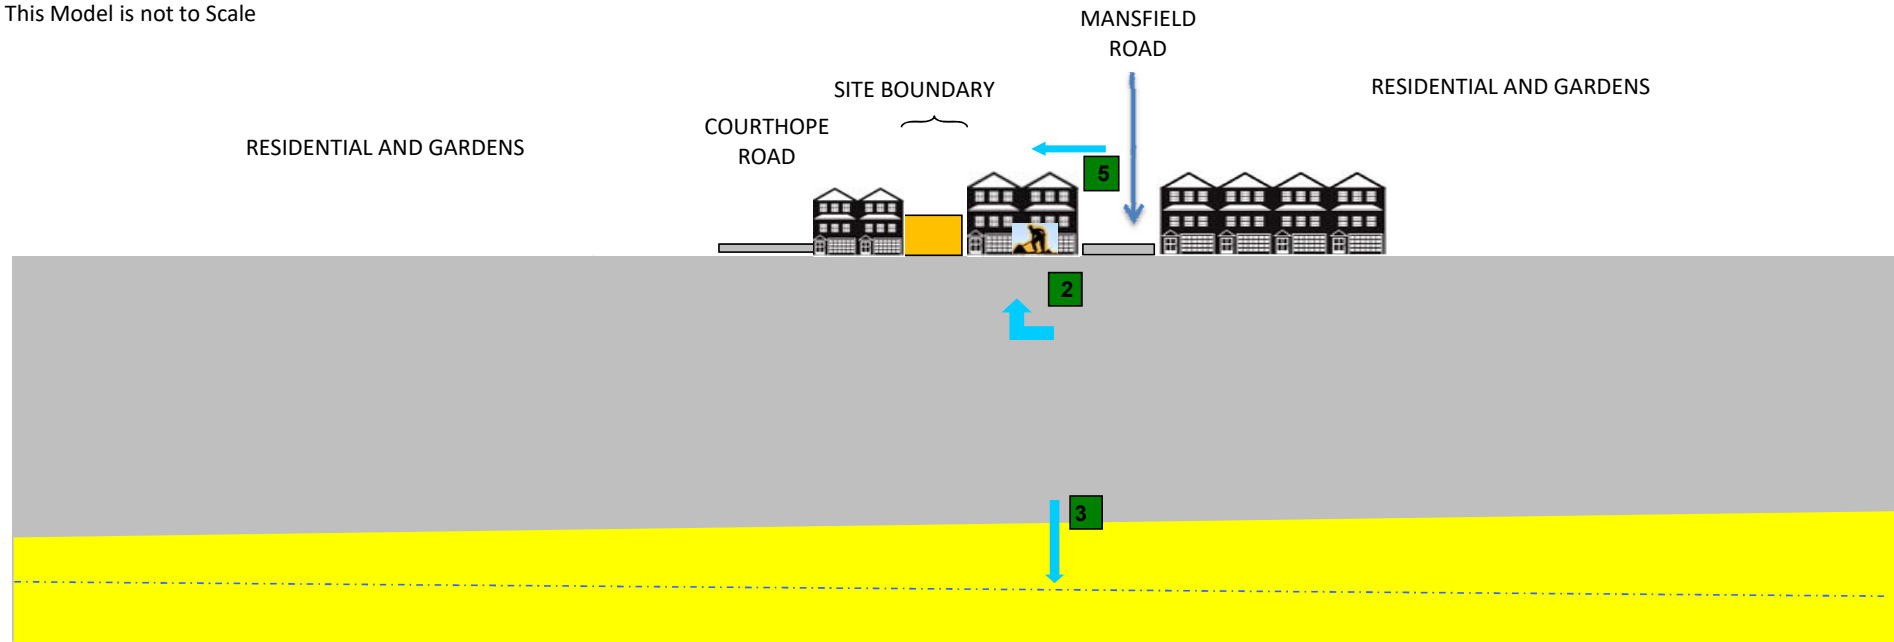 This Model is not to Scale
MANSFIELD
ROAD
SITE BOUNDARY
RESIDENTIAL AND GARDENS
COURTHOPE
ROAD
RESIDENTIAL AND GARDENS
5
2
3